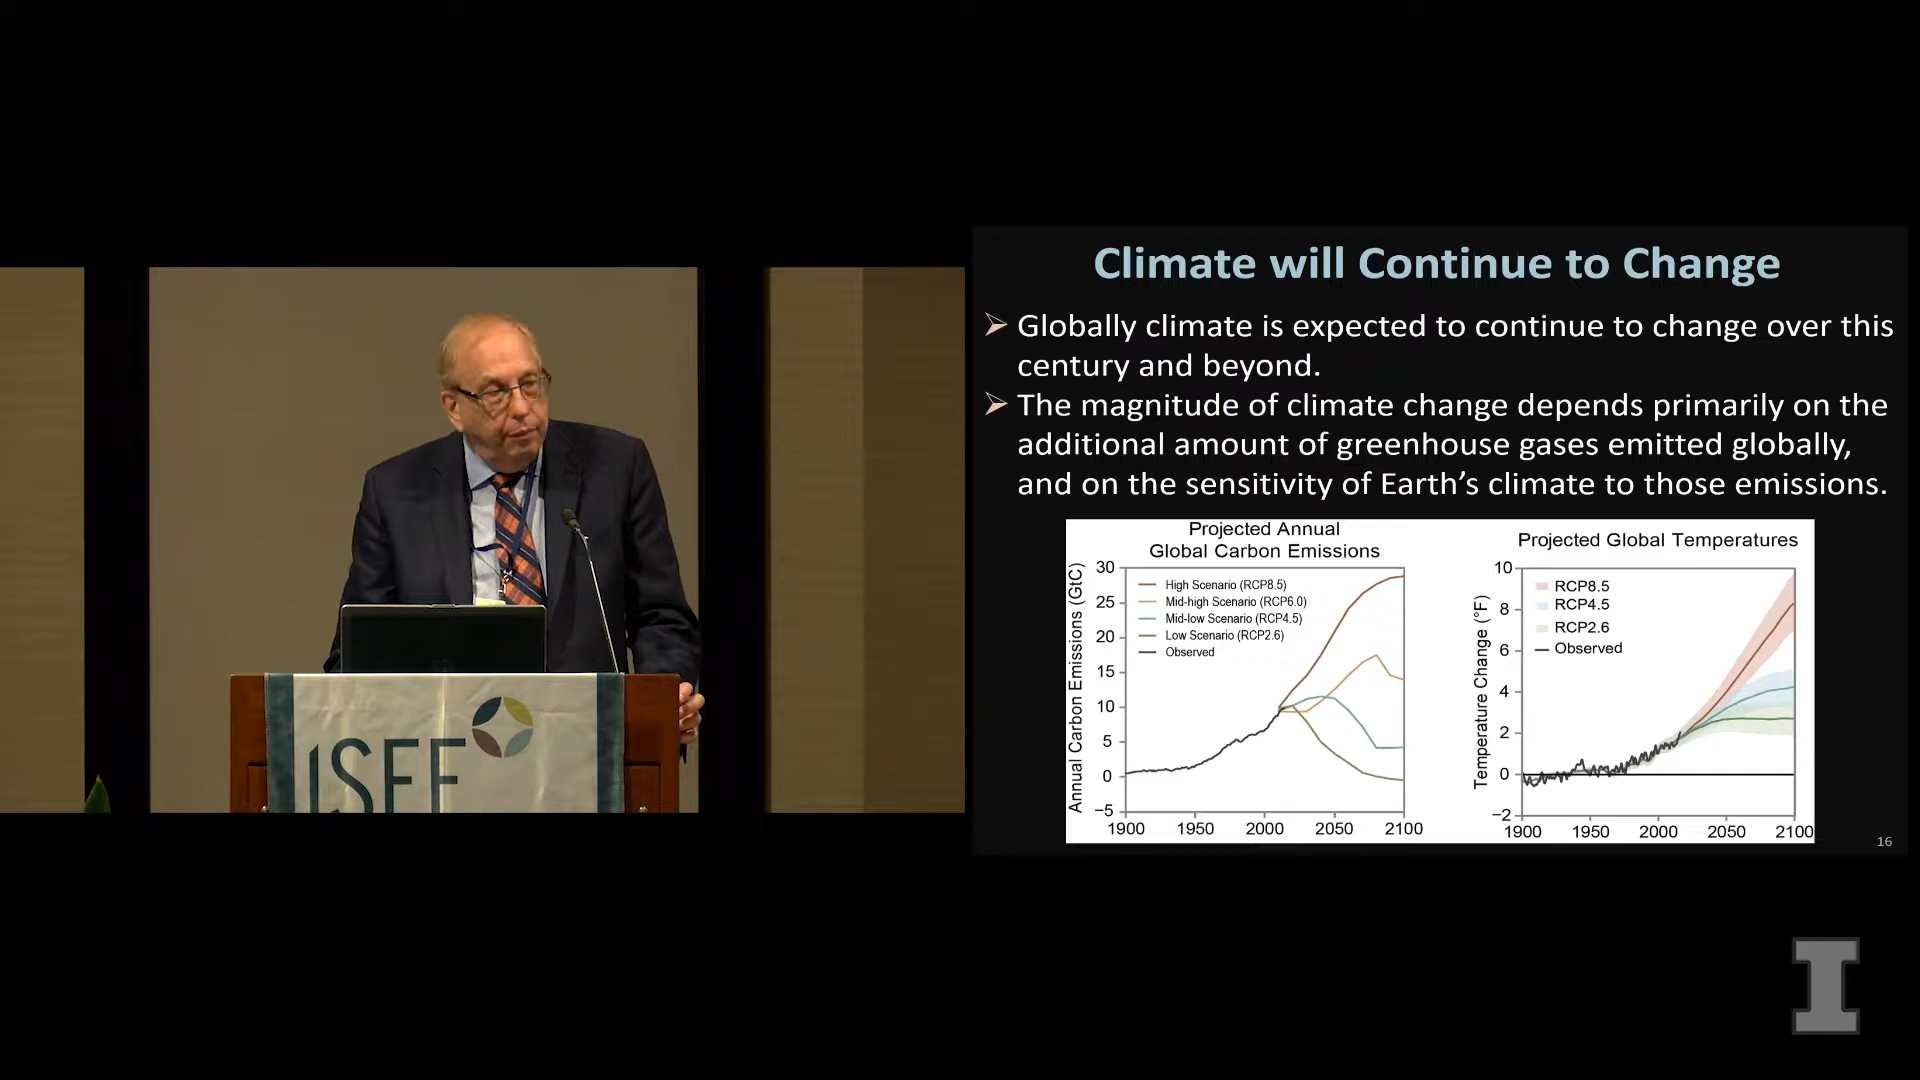 ISEE
Climate will Continue to Change
➢ Globally climate is expected to continue to change over this
century and beyond.
➢ The magnitude of climate change depends primarily on the
additional amount of greenhouse gases emitted globally,
and on the sensitivity of Earth’s climate to those emissions.
Projected Annual
Global Carbon Emissions
Annual Carbon Emissions (GtC)
30
25
20
15
10
5
0
−5
High Scenario (RCP8.5)
Mid-high Scenario (RCP6.0)
Mid-low Scenario (RCP4.5)
Low Scenario (RCP2.6)
Observed
1900 1950 2000 2050 2100
Projected Global Temperatures
Temperature Change (°F)
10
8
6
4
2
0
−2
RCP8.5
RCP4.5
RCP2.6
Observed
1900 1950 2000 2050 2100
16
I